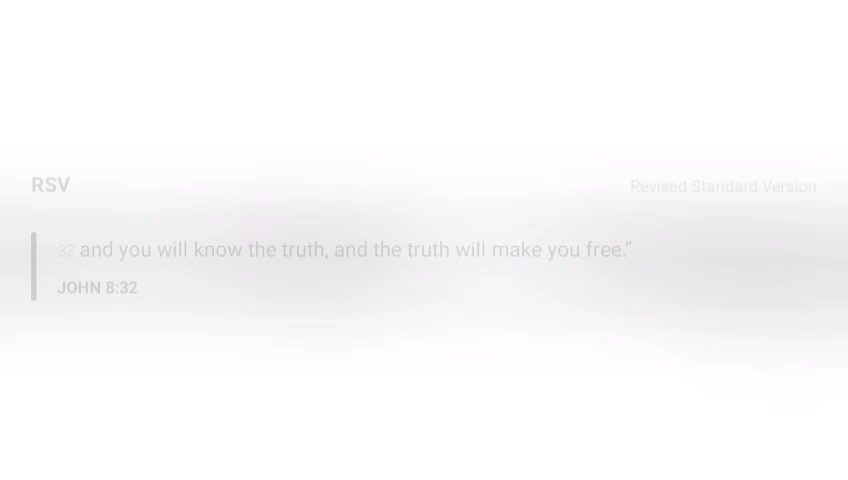 RSV
Revised Standard Version
32 and you will know the truth, and the truth will make you free.”
JOHN 8:32